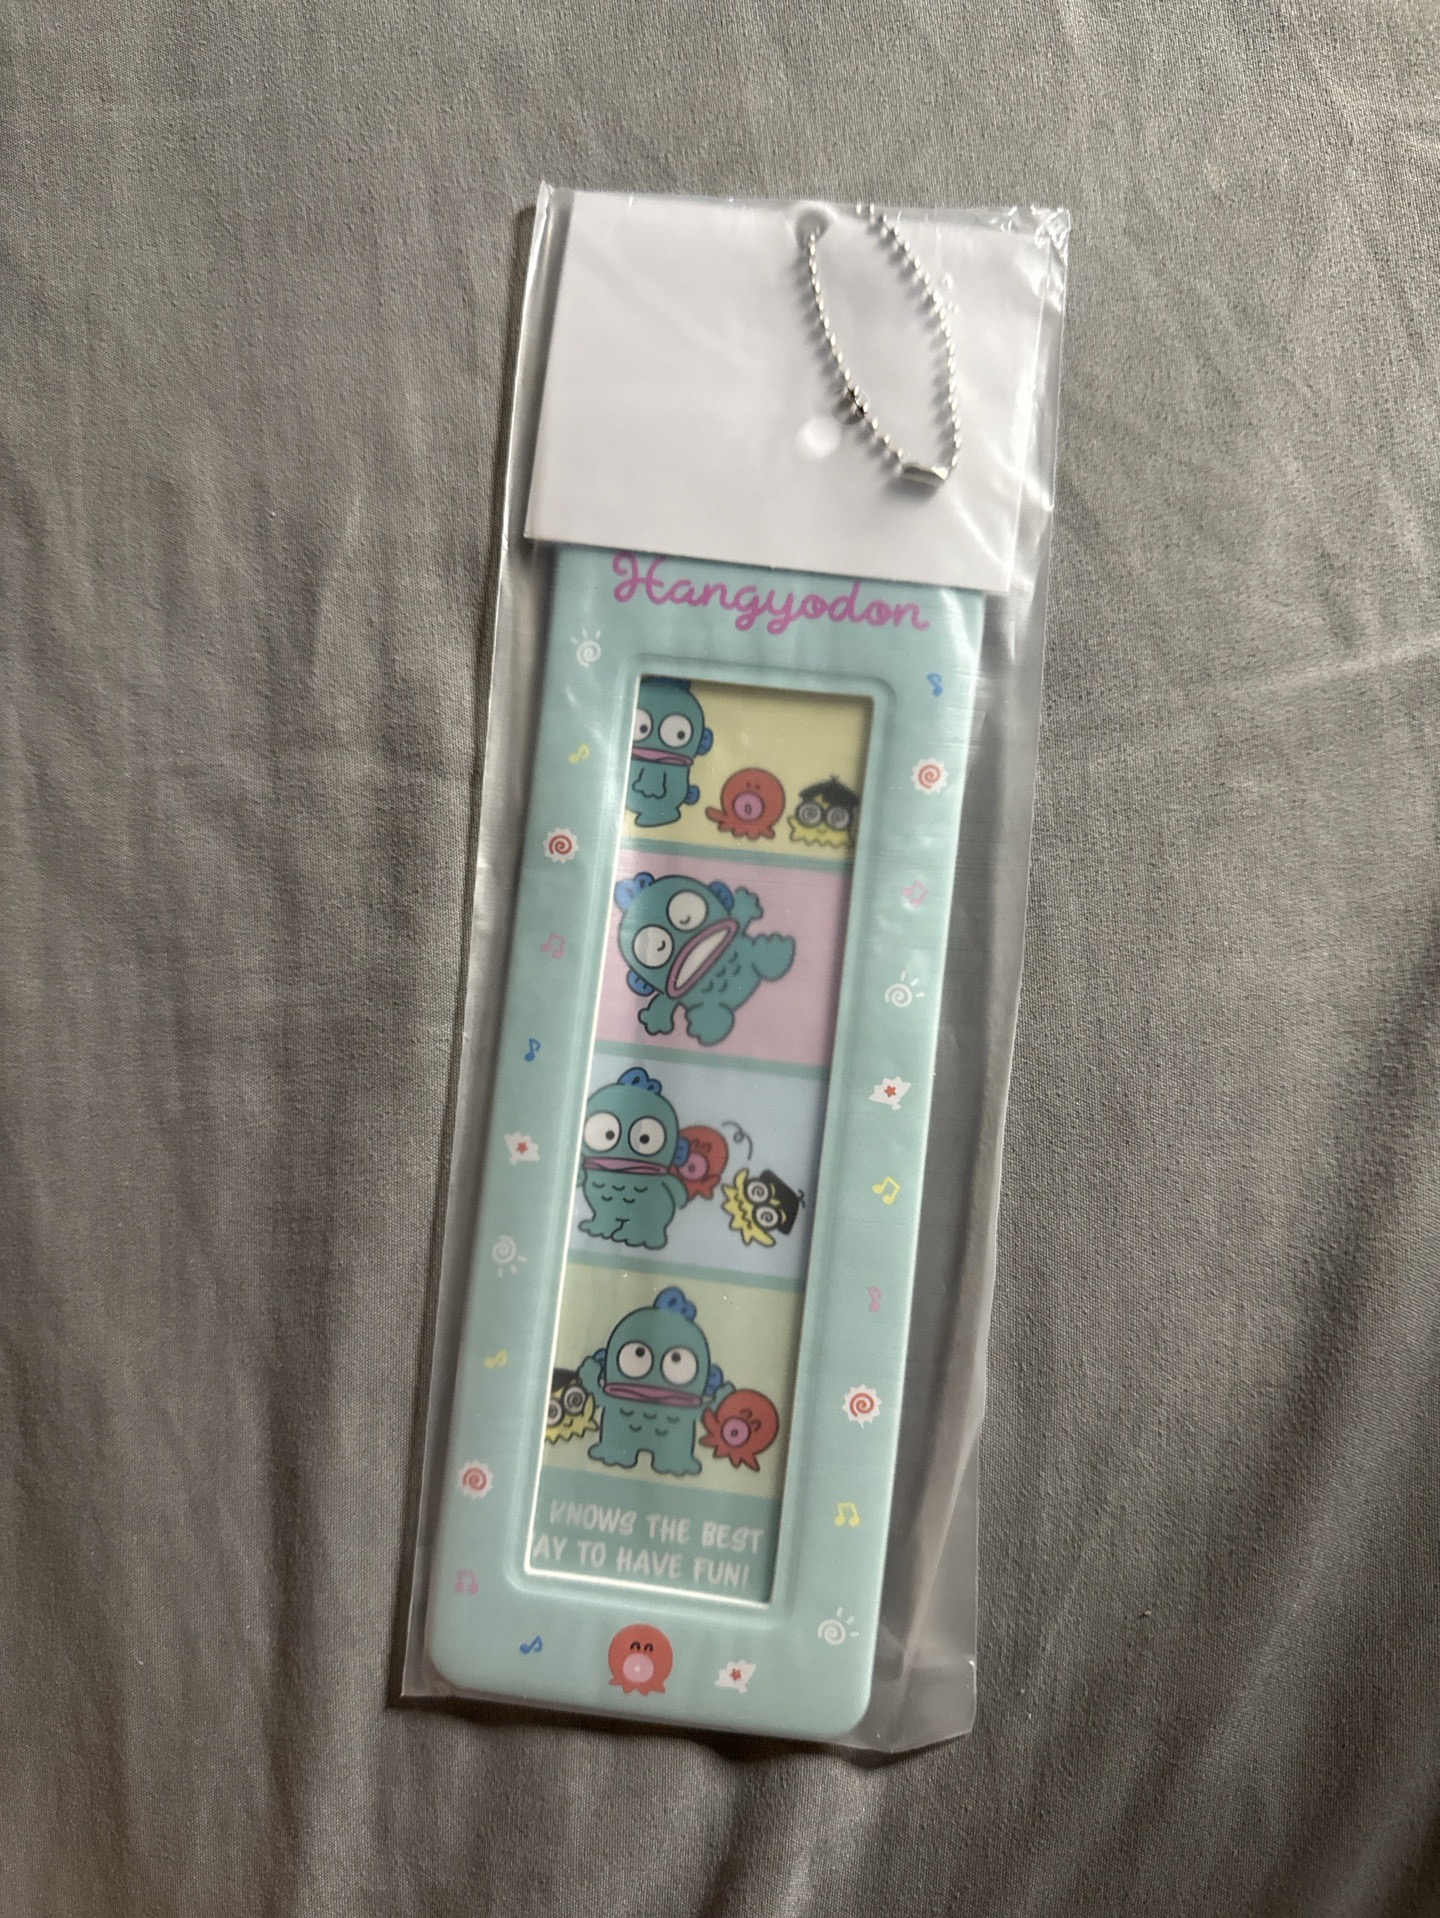 Hangyodon
KNOWS THE BEST
AY TO HAVE FUN!